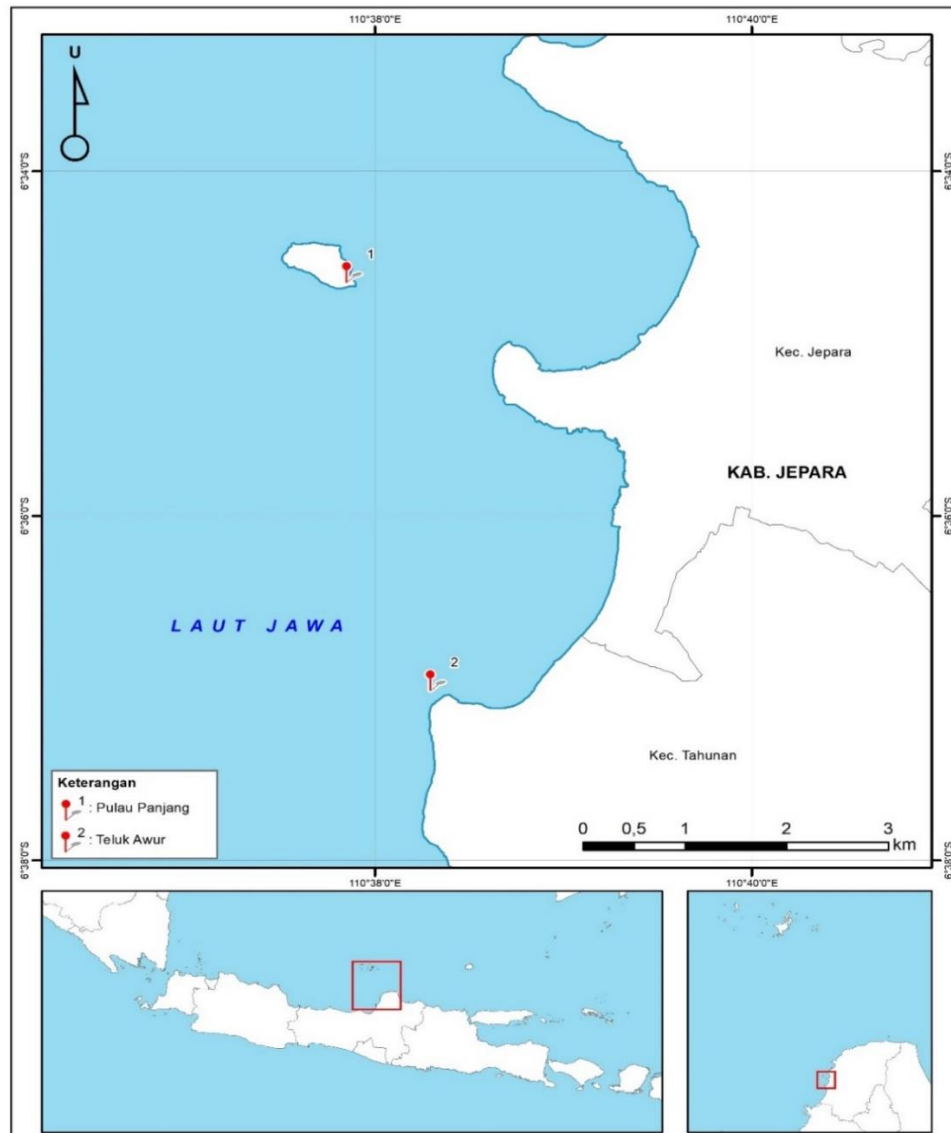 110°38'0"E
110°40'0"E
U
6°34'0"S
6°34'0"S
1
Kec. Jepara
KAB. JEPARA
6°36'0"S
6°36'0"S
LAUT JAWA
2
Kec. Tahunan
Keterangan
1 : Pulau Panjang
2 : Teluk Awur
0 0,5 1 2 3
km
6°38'0"S
6°38'0"S
110°38'0"E
110°40'0"E